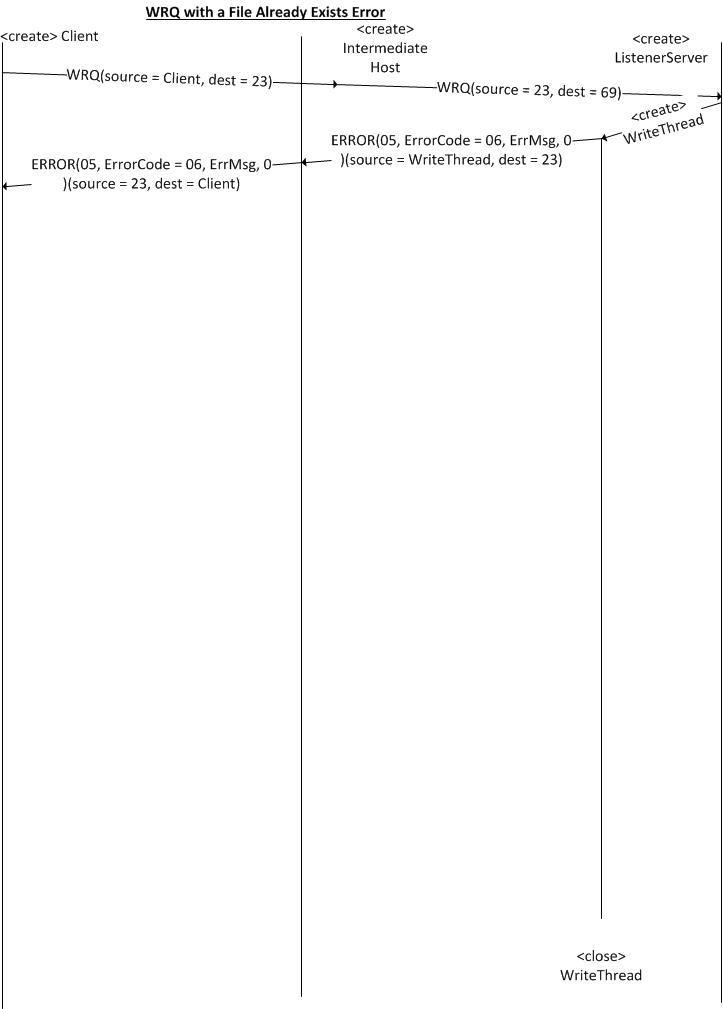 WRQ with a File Already Exists Error
<create> Client
<create>
Intermediate
Host
<create>
ListenerServer
WRQ(source = Client, dest = 23)
WRQ(source = 23, dest = 69)
<create>
WriteThread
ERROR(05, ErrorCode = 06, ErrMsg, 0
)(source = WriteThread, dest = 23)
ERROR(05, ErrorCode = 06, ErrMsg, 0
)(source = 23, dest = Client)
<close>
WriteThread